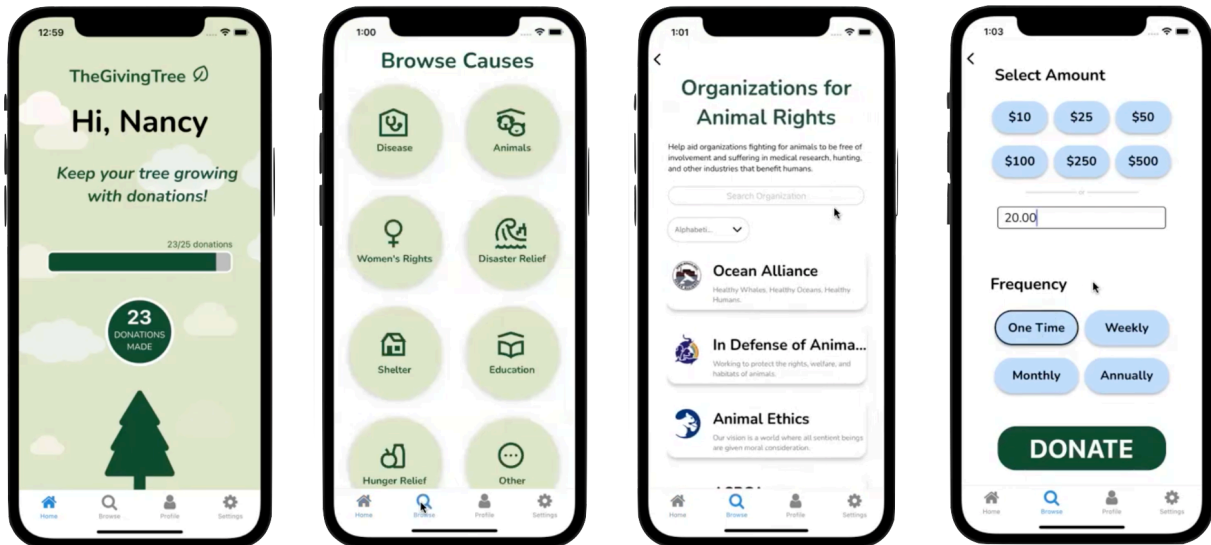 12:59
TheGivingTree
Hi, Nancy
Keep your tree growing
with donations!
23/25 donations
23
DONATIONS
MADE
Home
Browse
Profile
Settings
1:00
Browse Causes
Disease
Animals
Women's Rights
Disaster Relief
Shelter
Education
Hunger Relief
Other
Home
Browse
Profile
Settings
1:01
Organizations for
Animal Rights
Help aid organizations fighting for animals to be free of
involvement and suffering in medical research, hunting,
and other industries that benefit humans.
Search Organization
Alphabeti...
Ocean Alliance
Healthy Whales. Healthy Oceans. Healthy
Humans.
In Defense of Anima...
Working to protect the rights, welfare, and
habitats of animals.
Animal Ethics
Our vision is a world where all sentient beings
are given moral consideration.
Home
Browse
Profile
Settings
1:03
Select Amount
$10
$25
$50
$100
$250
$500
or
20.00
Frequency
One Time
Weekly
Monthly
Annually
DONATE
Home
Browse
Profile
Settings